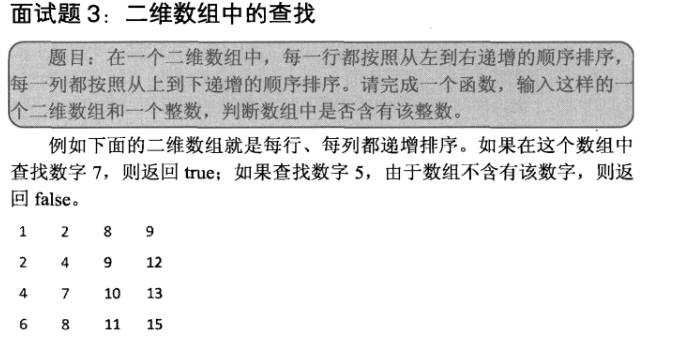 面试题 3：二维数组中的查找
题目：在一个二维数组中，每一行都按照从左到右递增的顺序排序，
每一列都按照从上到下递增的顺序排序。请完成一个函数，输入这样的一
个二维数组和一个整数，判断数组中是否含有该整数。
例如下面的二维数组就是每行、每列都递增排序。如果在这个数组中
查找数字 7，则返回 true；如果查找数字 5，由于数组不含有该数字，则返
回 false。
1 2 8 9
2 4 9 12
4 7 10 13
6 8 11 15